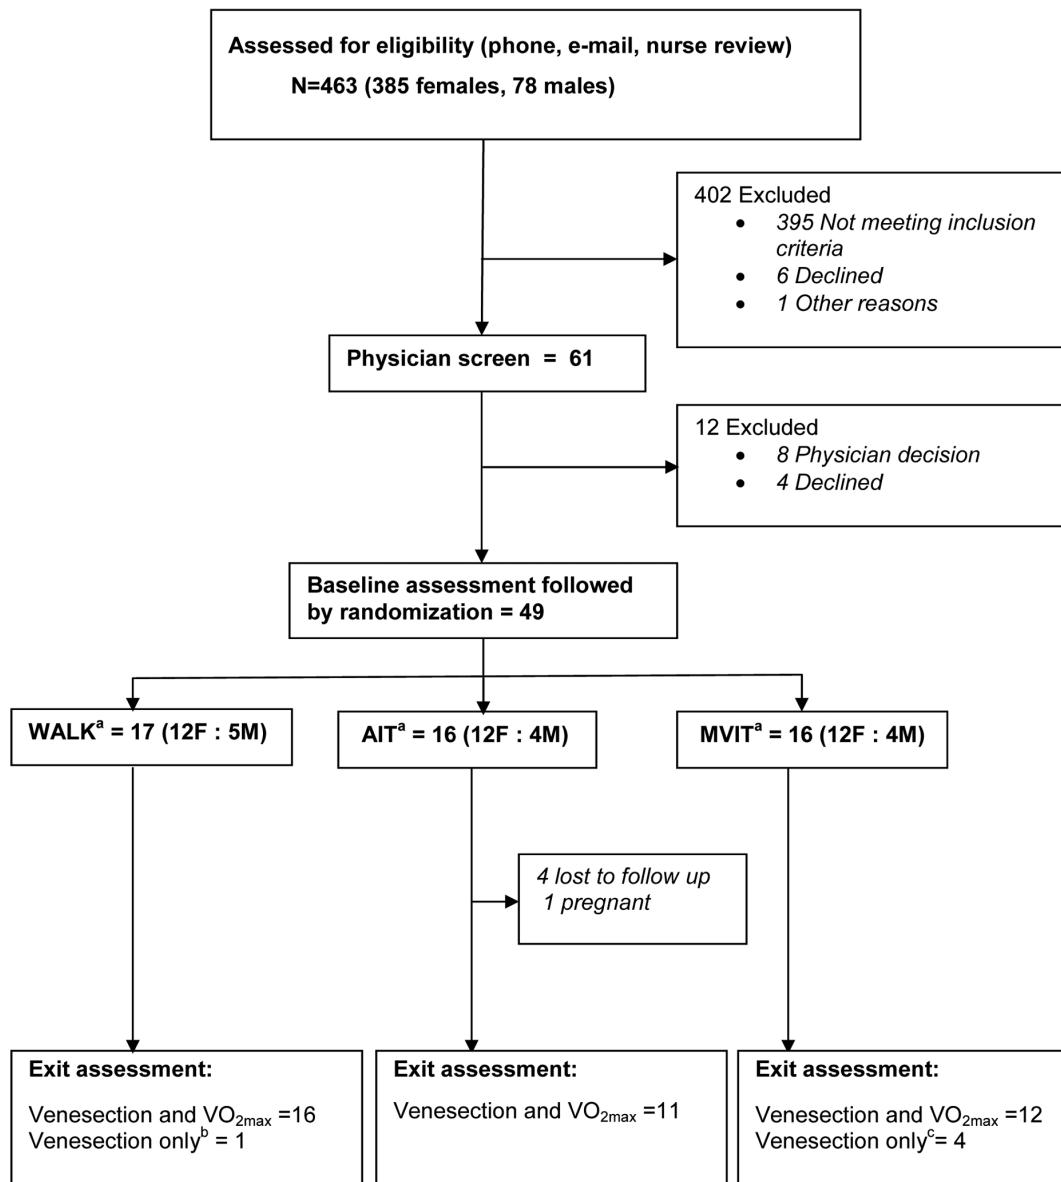 Assessed for eligibility (phone, e-mail, nurse review)
N=463 (385 females, 78 males)
402 Excluded
• 395 Not meeting inclusion
criteria
• 6 Declined
• 1 Other reasons
Physician screen = 61
12 Excluded
• 8 Physician decision
• 4 Declined
Baseline assessment followed
by randomization = 49
WALKᵃ = 17 (12F : 5M)
AITᵃ = 16 (12F : 4M)
MVITᵃ = 16 (12F : 4M)
4 lost to follow up
1 pregnant
Exit assessment:
Venesection and VO₂max =16
Venesection onlyᵇ = 1
Exit assessment:
Venesection and VO₂max =11
Exit assessment:
Venesection and VO₂max =12
Venesection onlyᶜ= 4